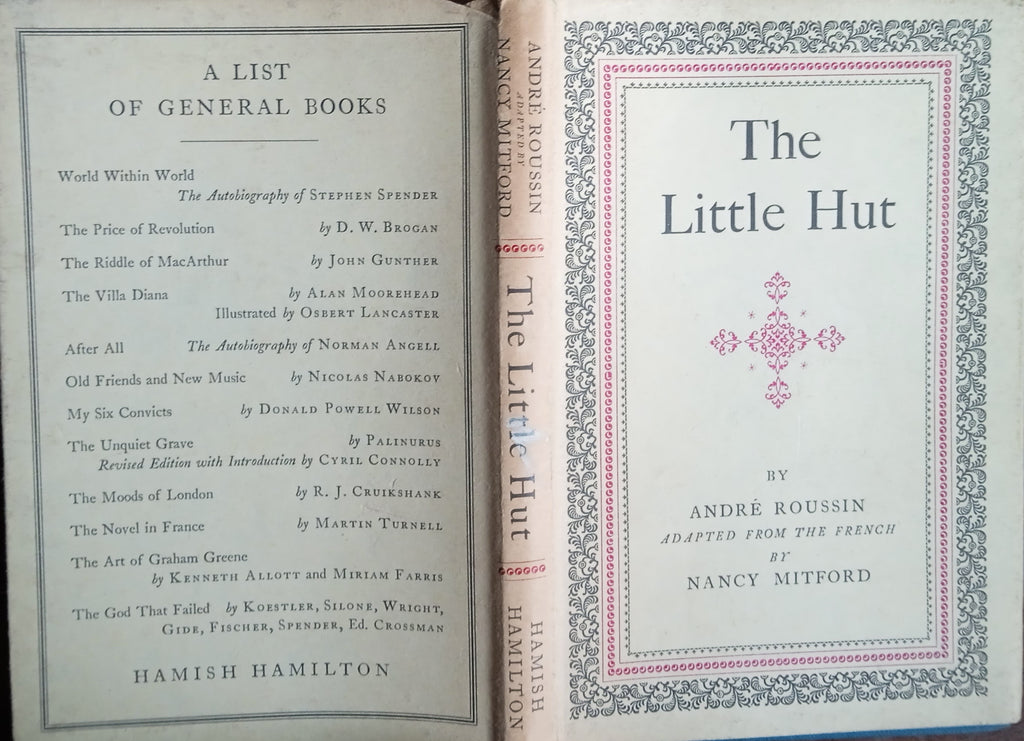 A LIST
OF GENERAL BOOKS
World Within World
The Autobiography of STEPHEN SPENDER
The Price of Revolution by D. W. BROGAN
The Riddle of MacArthur by JOHN GUNTHER
The Villa Diana by ALAN MOOREHEAD
Illustrated by OSBERT LANCASTER
After All The Autobiography of NORMAN ANGELL
Old Friends and New Music by NICOLAS NABOKOV
My Six Convicts by DONALD POWELL WILSON
The Unquiet Grave by PALINURUS
Revised Edition with Introduction by CYRIL CONNOLLY
The Moods of London by R. J. CRUIKSHANK
The Novel in France by MARTIN TURNELL
The Art of Graham Greene
by KENNETH ALLOTT and MIRIAM FARRIS
The God That Failed by KOESTLER, SILONE, WRIGHT,
GIDE, FISCHER, SPENDER, Ed. CROSSMAN
HAMISH HAMILTON
ANDRÉ ROUSSIN
ADAPTED BY
NANCY MITFORD
The Little Hut
HAMISH
HAMILTON
The
Little Hut
BY
ANDRÉ ROUSSIN
ADAPTED FROM THE FRENCH
BY
NANCY MITFORD